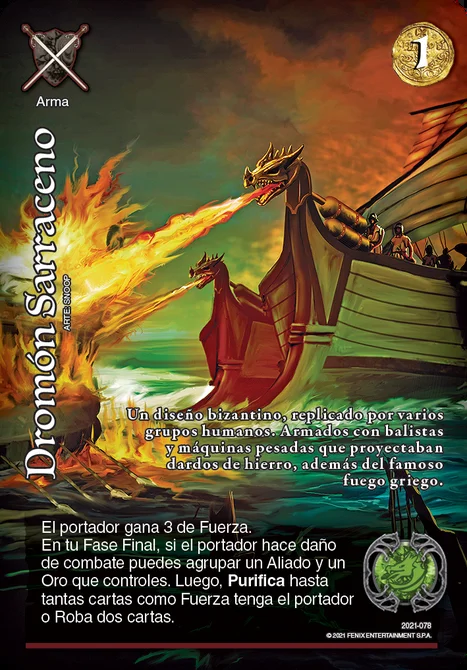 Arma
1
Dromón Sarraceno
ARTE: SNOOP
Un diseño bizantino, replicado por varios
grupos humanos. Armados con balistas
y máquinas pesadas que proyectaban
dardos de hierro, además del famoso
fuego griego.
El portador gana 3 de Fuerza.
En tu Fase Final, si el portador hace daño
de combate puedes agrupar un Aliado y un
Oro que controles. Luego, Purifica hasta
tantas cartas como Fuerza tenga el portador
o Roba dos cartas.
2021-078
© 2021 FENIX ENTERTAINMENT S.P.A.